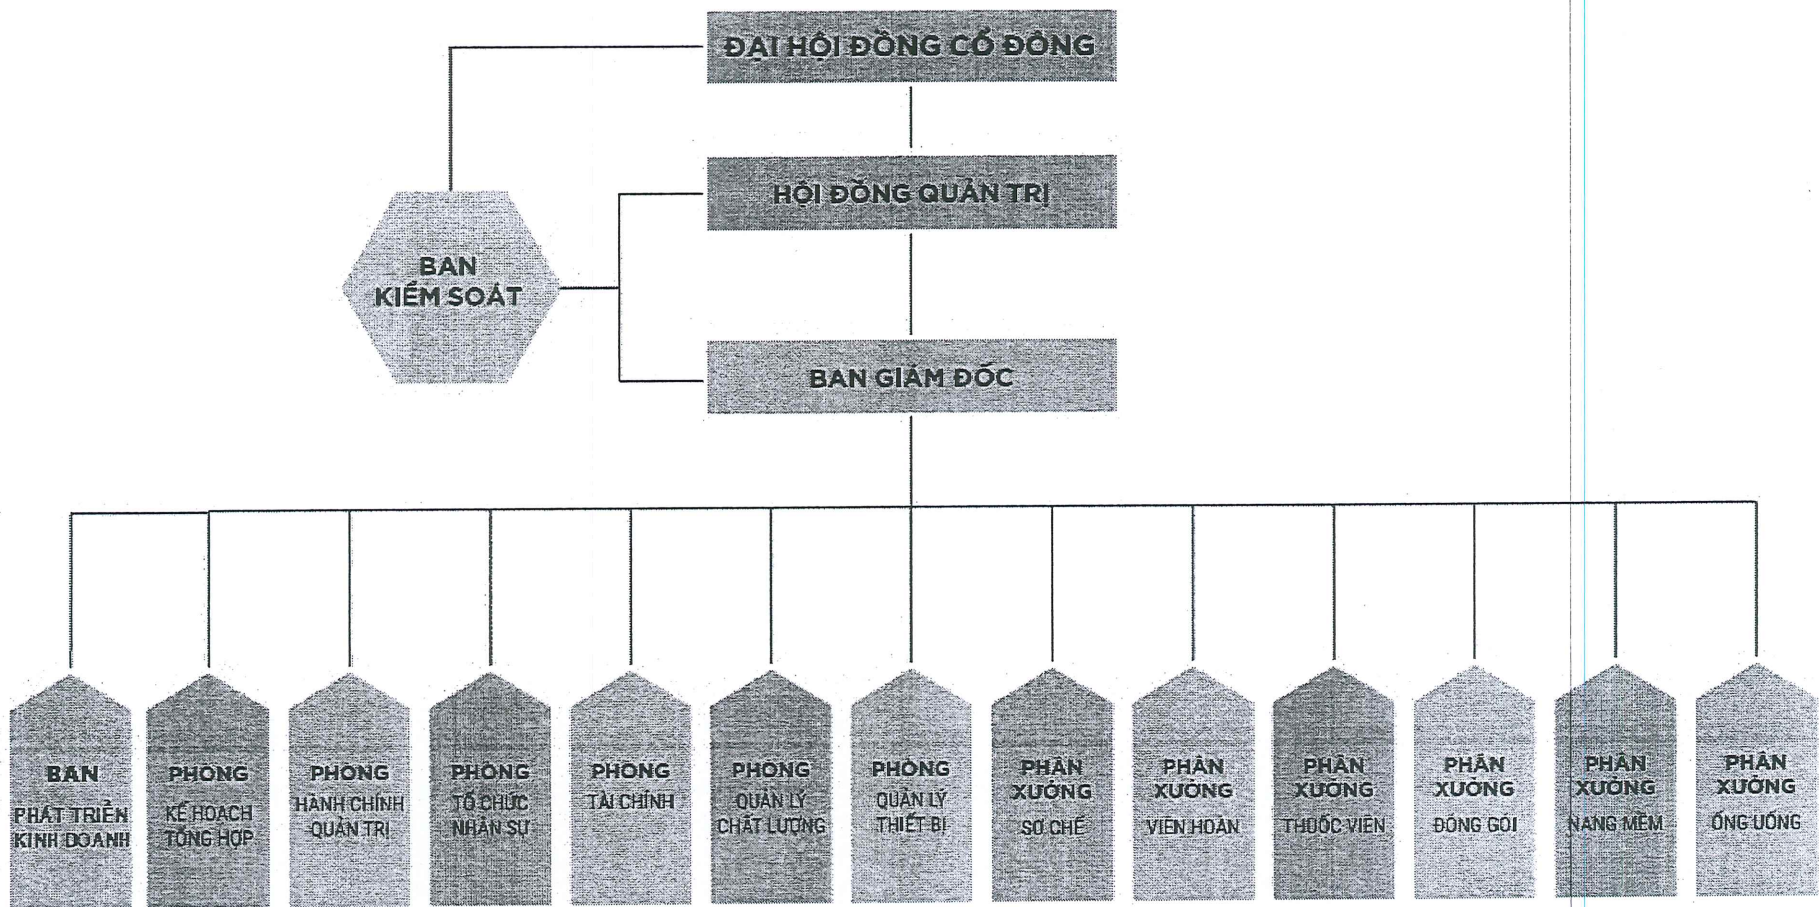 ĐẠI HỘI ĐỒNG CỔ ĐÔNG
HỘI ĐỒNG QUẢN TRỊ
BAN
KIỂM SOÁT
BAN GIÁM ĐỐC
BAN
PHÁT TRIỂN
KINH DOANH
PHÒNG
KẾ HOẠCH
TỔNG HỢP
PHÒNG
HÀNH CHÍNH
QUẢN TRỊ
PHÒNG
TỔ CHỨC
NHÂN SỰ
PHÒNG
TÀI CHÍNH
PHÒNG
QUẢN LÝ
CHẤT LƯỢNG
PHÒNG
QUẢN LÝ
THIẾT BỊ
PHÂN
XƯỞNG
SƠ CHẾ
PHÂN
XƯỞNG
VIÊN HOÀN
PHÂN
XƯỞNG
THUỐC VIÊN
PHÂN
XƯỞNG
ĐÓNG GÓI
PHÂN
XƯỞNG
NANG MỀM
PHÂN
XƯỞNG
ỐNG UỐNG